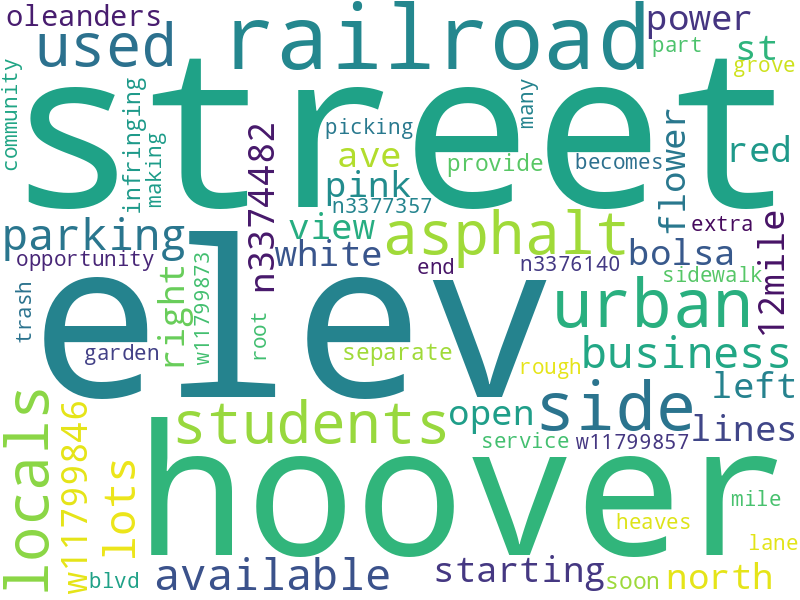 oleanders
railroad
power
used
part
st
grove
street
community
infringing
making
n3374482
picking
many
flower
red
ave
provide
becomes
pink
n3377357
parking
view
asphalt
extra
12mile
opportunity
white
bolsa
end
n3376140
sidewalk
elev
right
w11799873
trash
root
urban
garden
separate
rough
business
left
locals
w11799846
students
open
side
lines
service
w11799857
lots
hoover
mile
heaves
lane
blvd
available
starting
soon
north